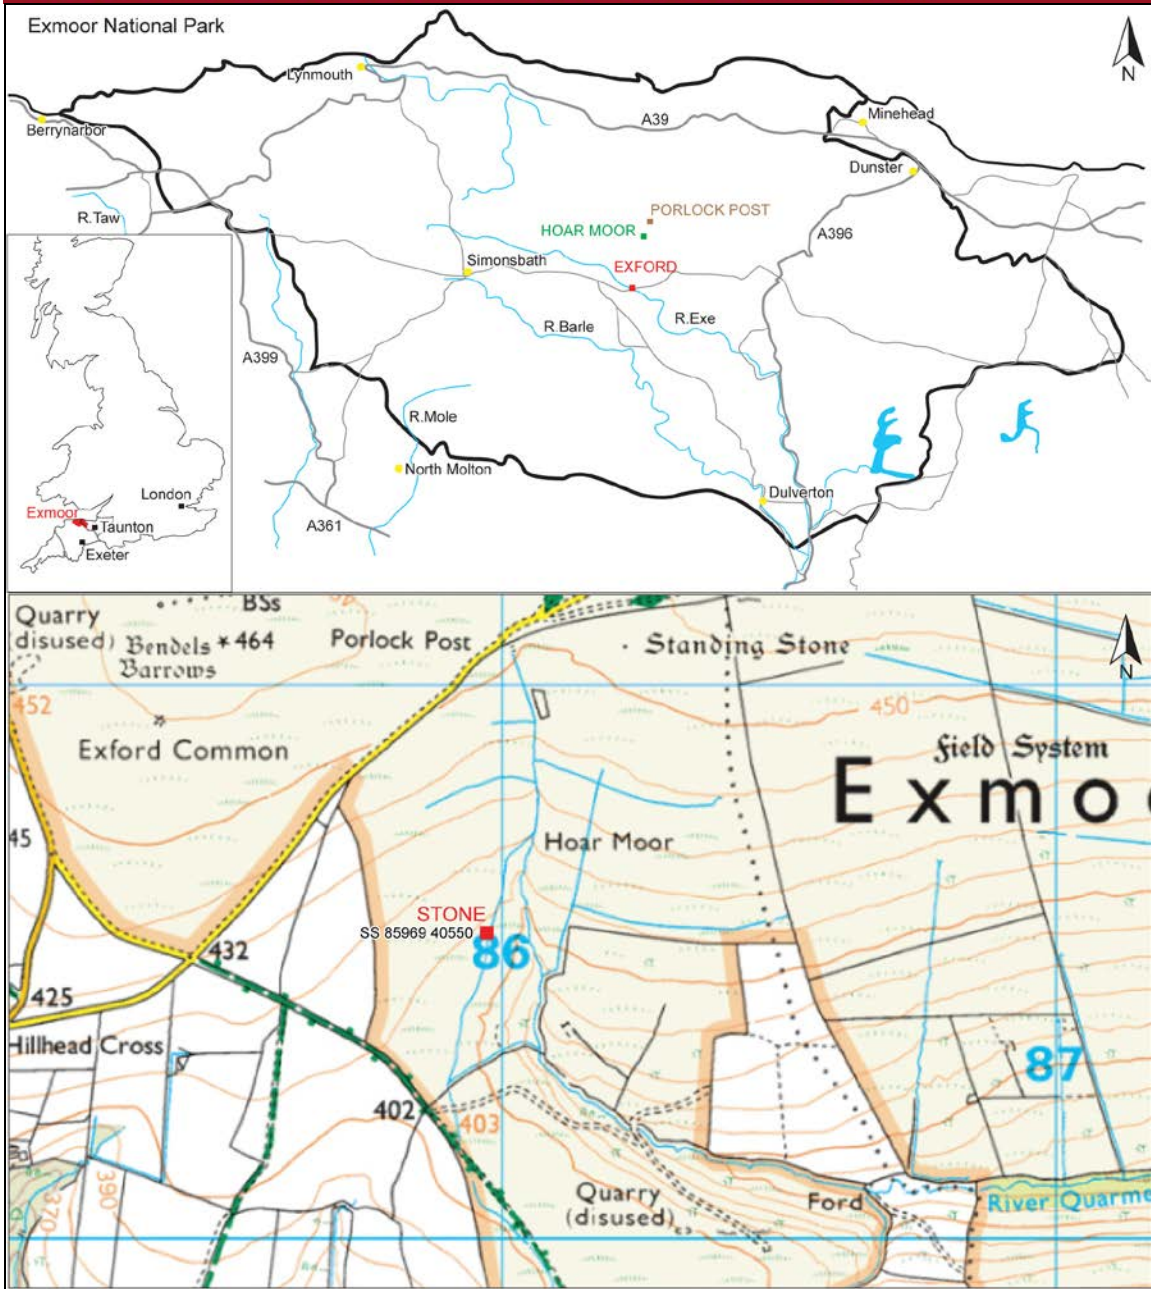 Exmoor National Park
N
Lynmouth
Berrynarbor
A39
Minehead
Dunster
R.Taw
PORLOCK POST
HOAR MOOR
A396
Simonsbath
EXFORD
R.Barle
R.Exe
A399
R.Mole
North Molton
Dulverton
A361
London
Exmoor
Taunton
Exeter
Quarry
(disused)
BSs
Bendels
Barrows
464
Porlock Post
Standing Stone
N
452
450
Exford Common
Field System
Exmo
45
Hoar Moor
STONE
SS 85969 40550
86
432
425
Hillhead Cross
87
402
403
390
370
Quarry
(disused)
Ford
River Quarme